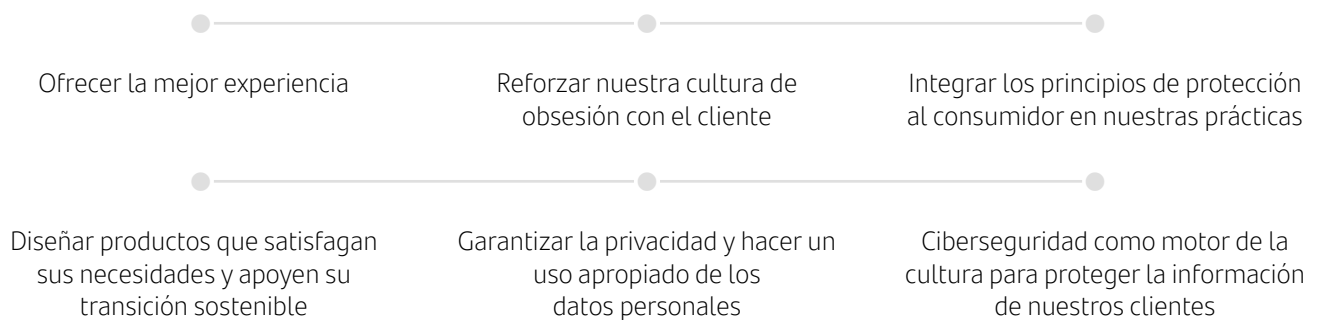 Ofrecer la mejor experiencia
Reforzar nuestra cultura de
obsesión con el cliente
Integrar los principios de protección
al consumidor en nuestras prácticas
Diseñar productos que satisfagan
sus necesidades y apoyen su
transición sostenible
Garantizar la privacidad y hacer un
uso apropiado de los
datos personales
Ciberseguridad como motor de la
cultura para proteger la información
de nuestros clientes